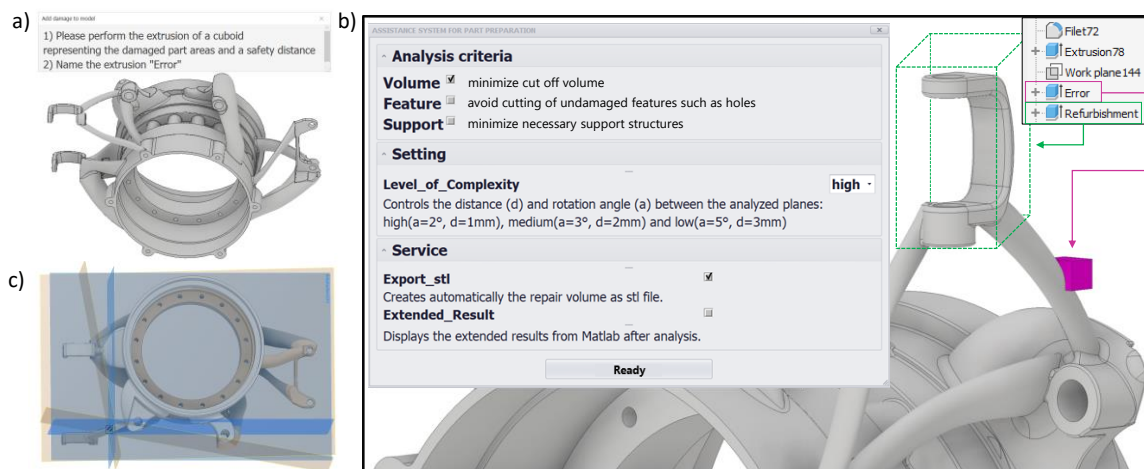 a)
Add damage to model
1) Please perform the extrusion of a cuboid
representing the damaged part areas and a safety distance
2) Name the extrusion "Error"
b)
ASSISTANCE SYSTEM FOR PART PREPARATION
Analysis criteria
Volume minimize cut off volume
Feature avoid cutting of undamaged features such as holes
Support minimize necessary support structures
Setting
Level_of_Complexity high
Controls the distance (d) and rotation angle (a) between the analyzed planes:
high(a=2°, d=1mm), medium(a=3°, d=2mm) and low(a=5°, d=3mm)
Service
Export_stl
Creates automatically the repair volume as stl file.
Extended_Result
Displays the extended results from Matlab after analysis.
Ready
Filet72
Extrusion78
Work plane144
Error
Refurbishment
c)